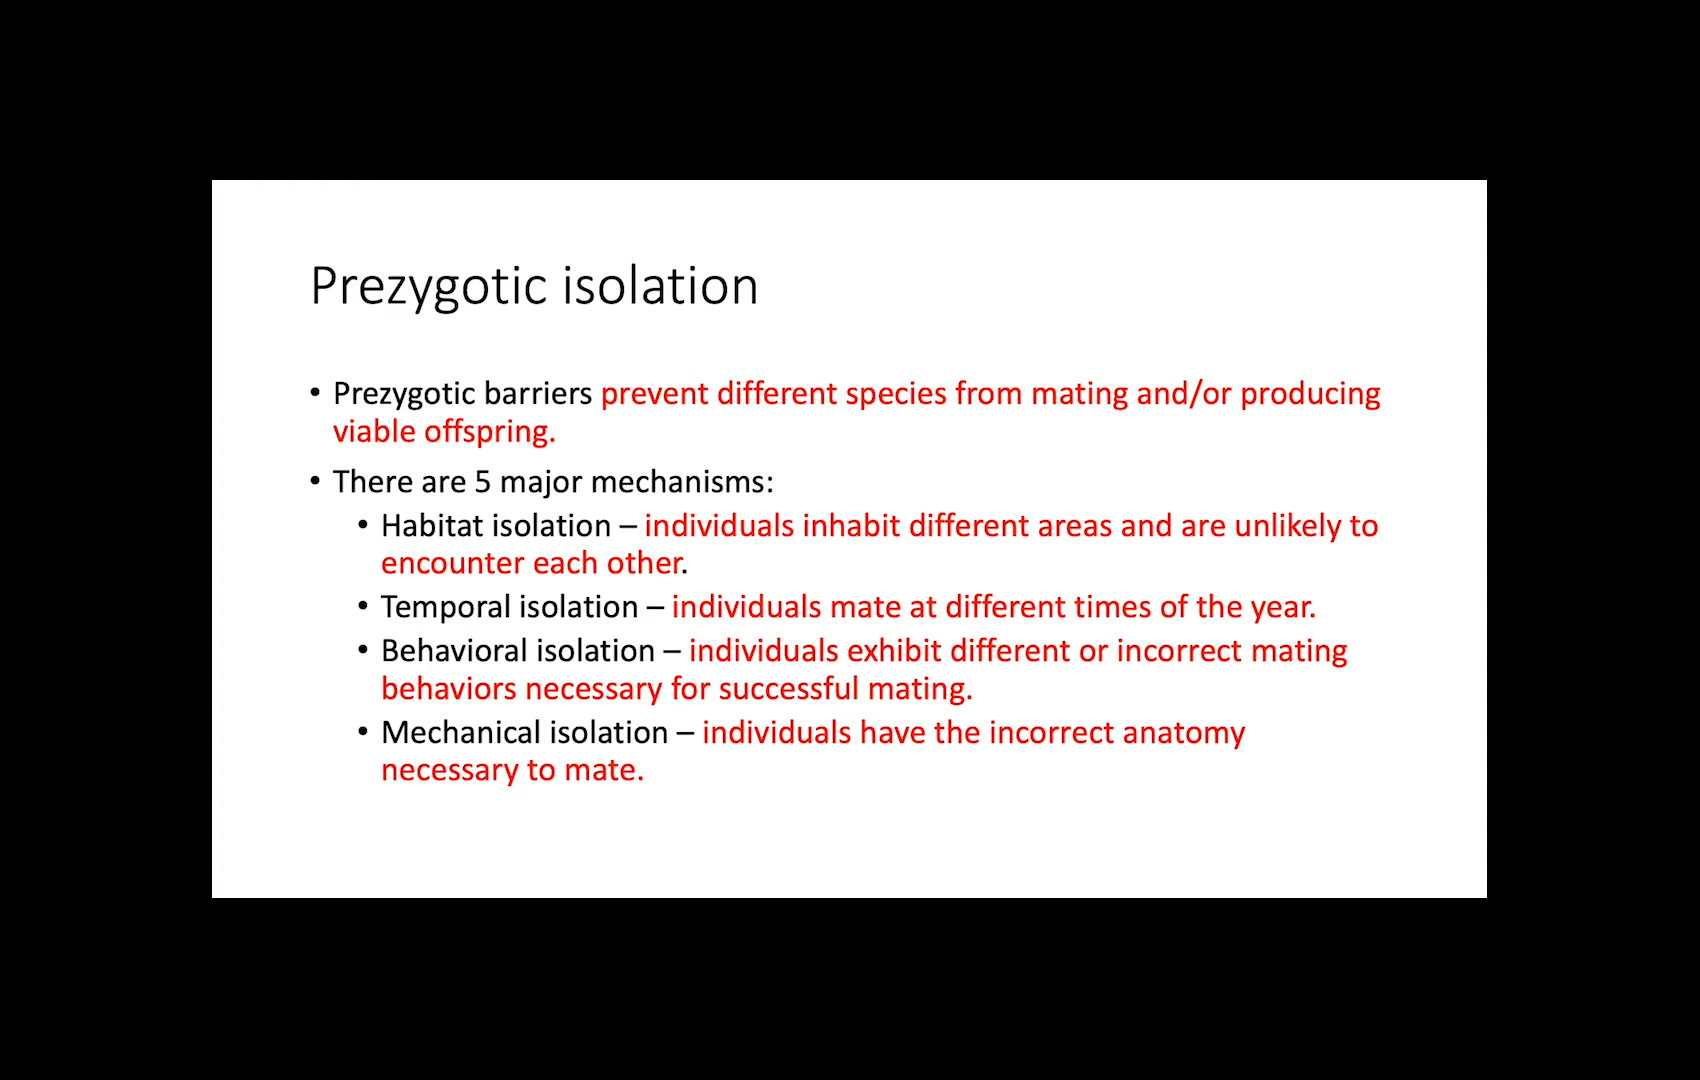 Prezygotic isolation
• Prezygotic barriers prevent different species from mating and/or producing
viable offspring.
• There are 5 major mechanisms:
• Habitat isolation – individuals inhabit different areas and are unlikely to
encounter each other.
• Temporal isolation – individuals mate at different times of the year.
• Behavioral isolation – individuals exhibit different or incorrect mating
behaviors necessary for successful mating.
• Mechanical isolation – individuals have the incorrect anatomy
necessary to mate.